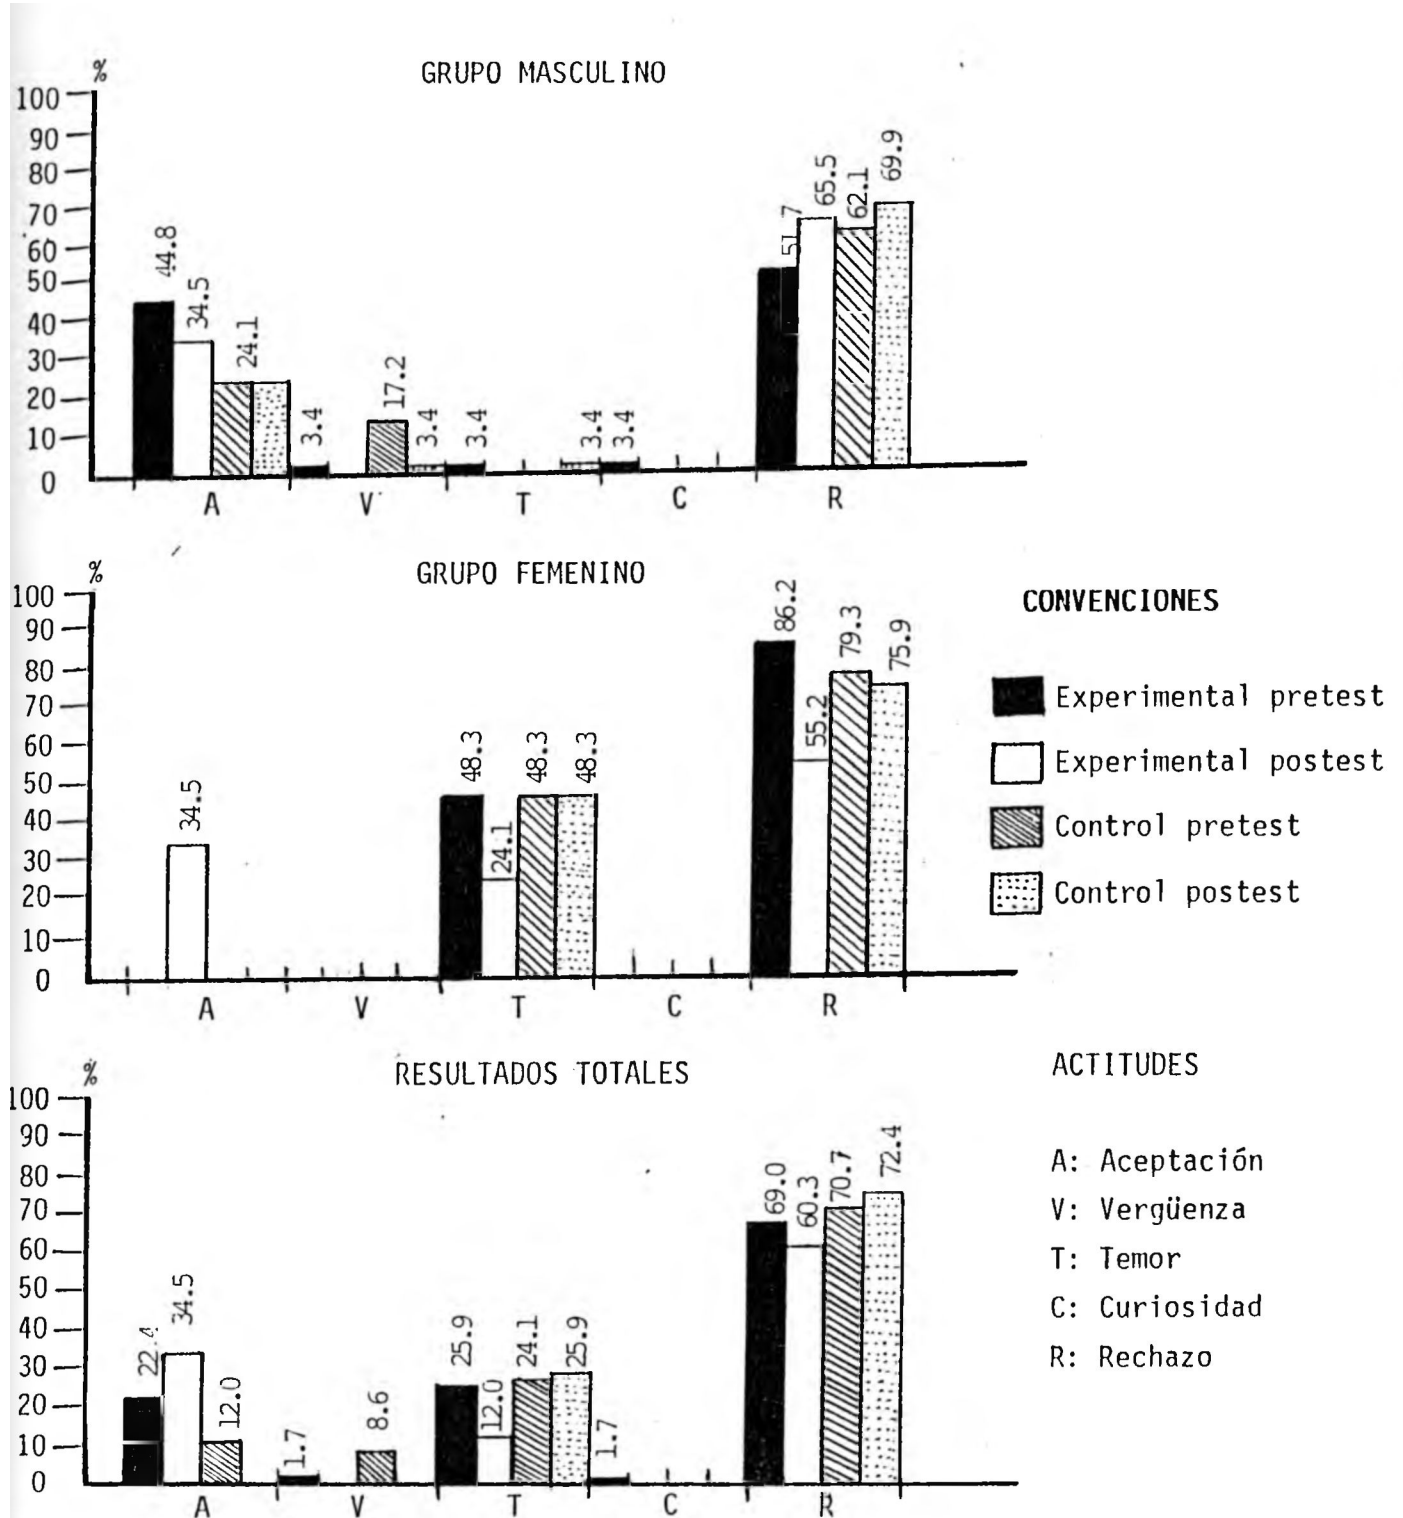 %
GRUPO MASCULINO
100
90
80
70
60
50
40
30
20
10
0
44.8
34.5
24.1
3.4
17.2
3.4
3.4
3.4
3.4
51.7
65.5
62.1
69.9
A
V
T
C
R
%
GRUPO FEMENINO
100
90
80
70
60
50
40
30
20
10
0
34.5
48.3
24.1
48.3
48.3
86.2
55.2
79.3
75.9
A
V
T
C
R
CONVENCIONES
Experimental pretest
Experimental postest
Control pretest
Control postest
%
RESULTADOS TOTALES
100
90
80
70
60
50
40
30
20
10
0
22.4
34.5
12.0
1.7
8.6
25.9
12.0
24.1
25.9
1.7
69.0
60.3
70.7
72.4
A
V
T
C
R
ACTITUDES
A: Aceptación
V: Vergüenza
T: Temor
C: Curiosidad
R: Rechazo